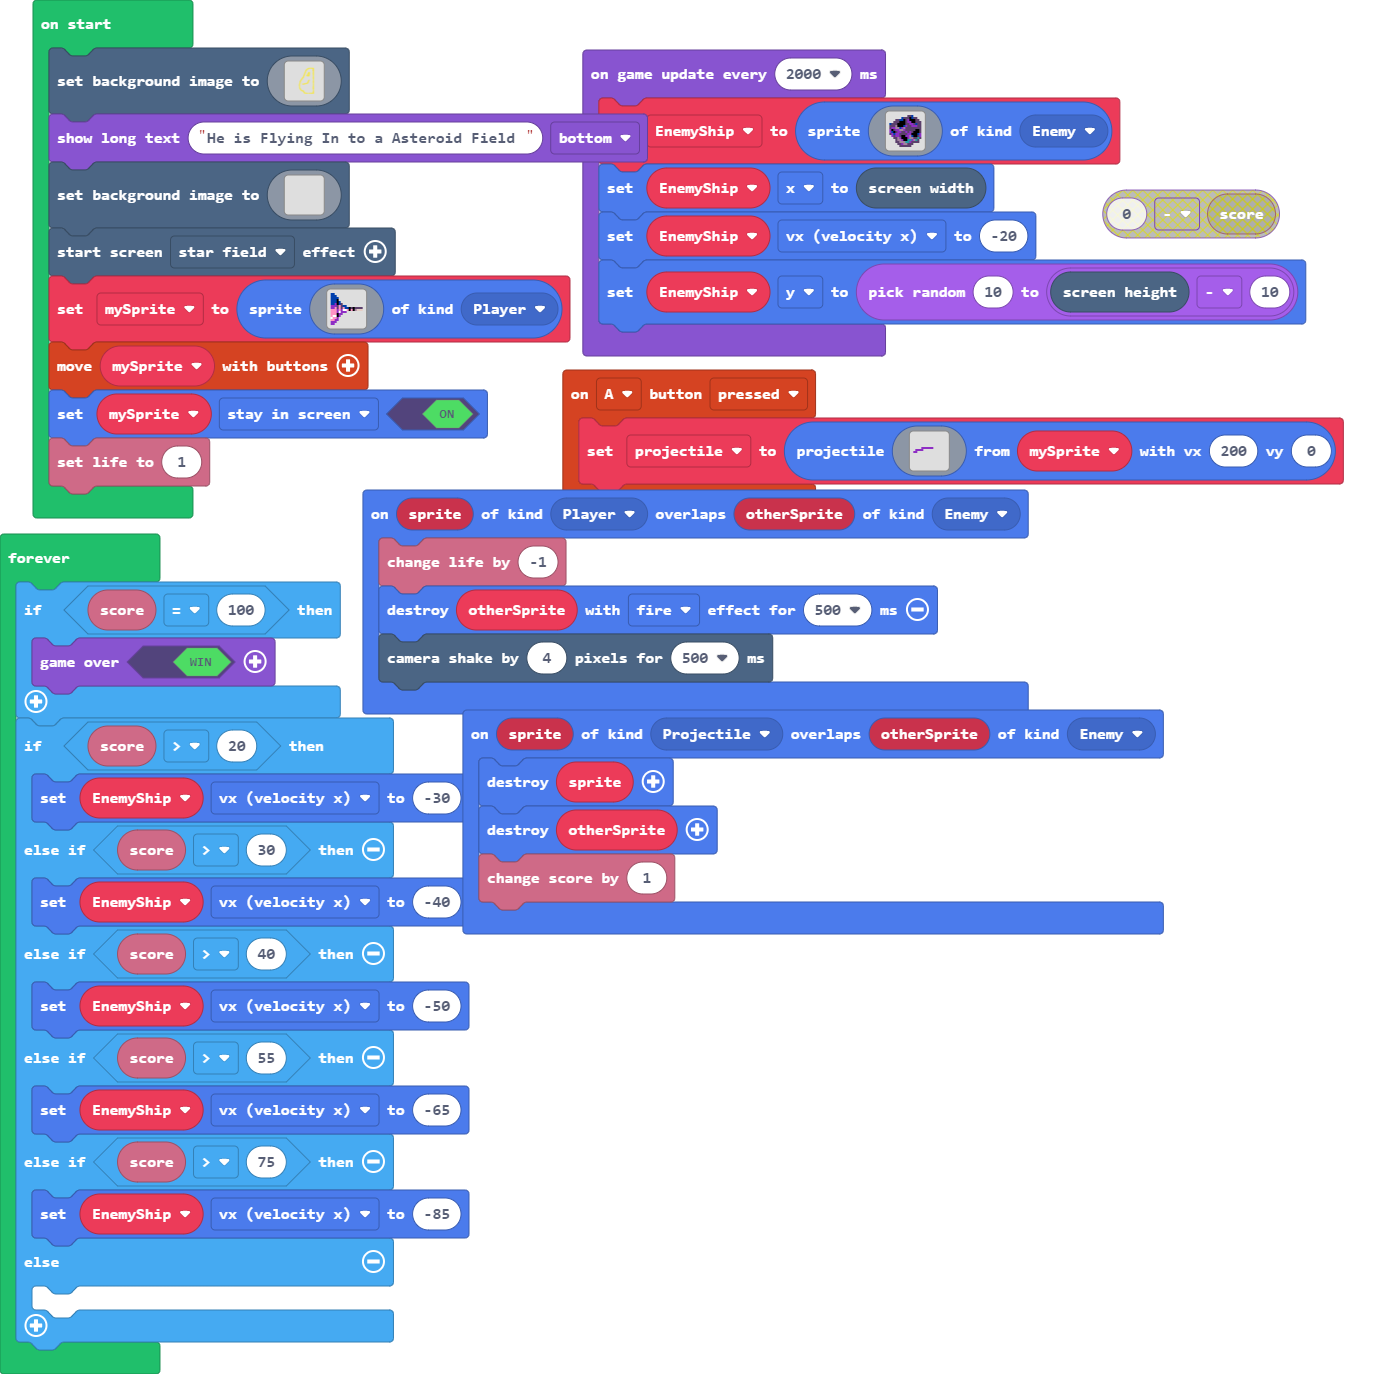 on start
set background image to
show long text "He is Flying In to a Asteroid Field " bottom
set background image to
start screen star field effect
set mySprite to sprite of kind Player
move mySprite with buttons
set mySprite stay in screen ON
set life to 1
on game update every 2000 ms
EnemyShip to sprite of kind Enemy
set EnemyShip x to screen width
set EnemyShip vx (velocity x) to -20
set EnemyShip y to pick random 10 to screen height - 10
0 - score
on A button pressed
set projectile to projectile from mySprite with vx 200 vy 0
on sprite of kind Player overlaps otherSprite of kind Enemy
change life by -1
destroy otherSprite with fire effect for 500 ms
camera shake by 4 pixels for 500 ms
on sprite of kind Projectile overlaps otherSprite of kind Enemy
destroy sprite
destroy otherSprite
change score by 1
forever
if score = 100 then
game over WIN
if score > 20 then
set EnemyShip vx (velocity x) to -30
else if score > 30 then
set EnemyShip vx (velocity x) to -40
else if score > 40 then
set EnemyShip vx (velocity x) to -50
else if score > 55 then
set EnemyShip vx (velocity x) to -65
else if score > 75 then
set EnemyShip vx (velocity x) to -85
else